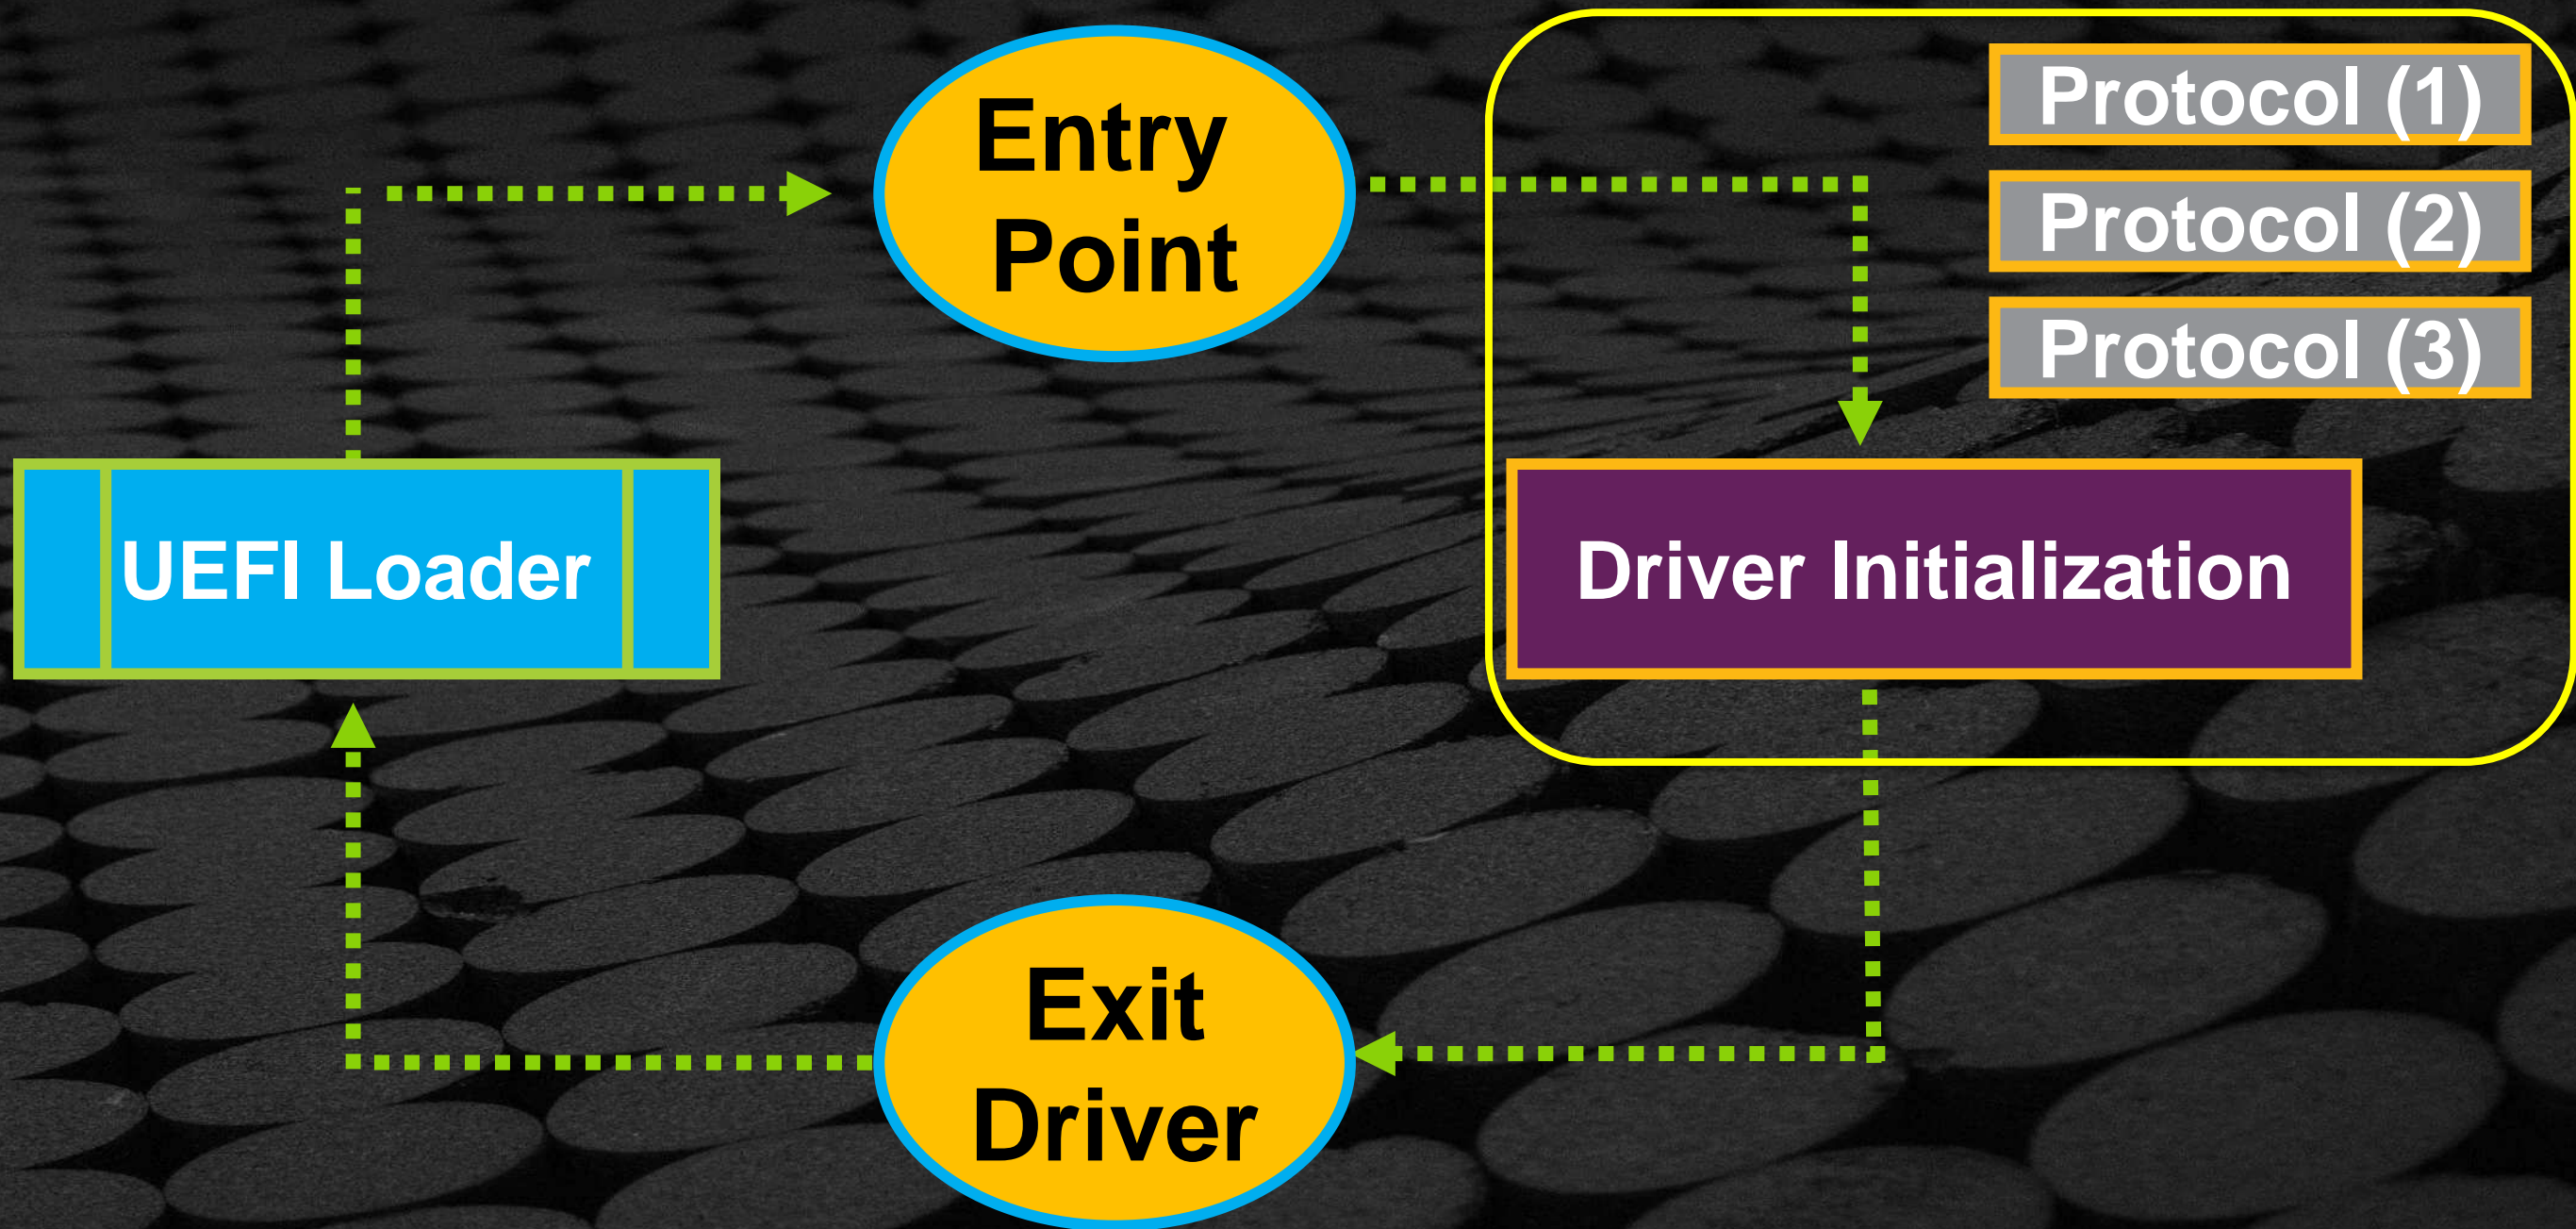 Entry
Point
Protocol (1)
Protocol (2)
Protocol (3)
UEFI Loader
Driver Initialization
Exit
Driver